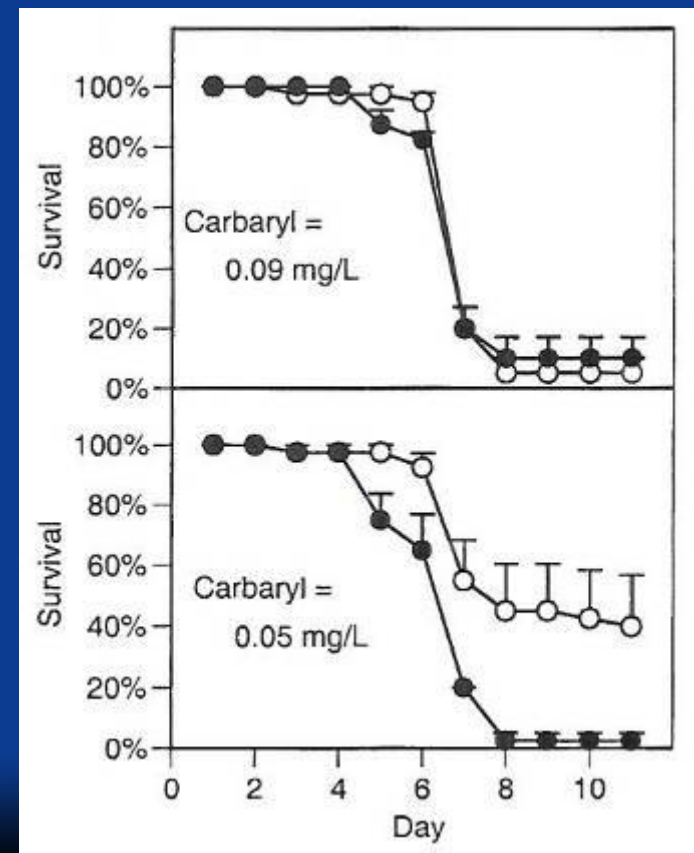 100%
80%
60%
40%
20%
0%
Survival
Carbaryl =
0.09 mg/L
100%
80%
60%
40%
20%
0%
Survival
Carbaryl =
0.05 mg/L
0 2 4 6 8 10
Day